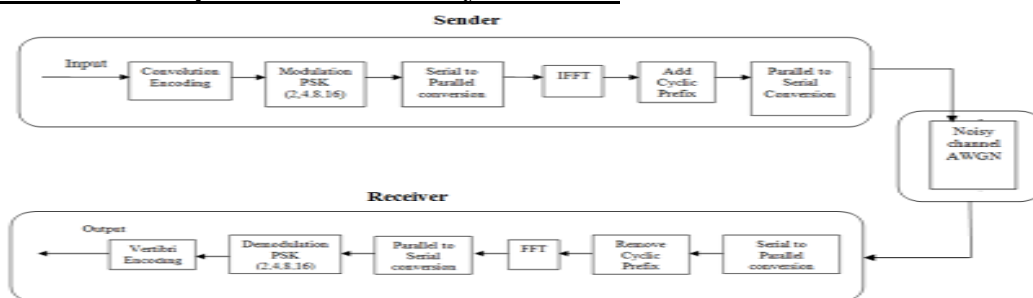 Sender
Input
Convolution
Encoding
Modulation
PSK
(2,4.8.16)
Serial to
Parallel
conversion
IFFT
Add
Cyclic
Prefix
Parallel to
Serial
Conversion
Noisy
channel
AWGN
Receiver
Output
Vertibri
Encoding
Demodulation
PSK
(2,4.8.16)
Parallel to
Serial
conversion
FFT
Remove
Cyclic
Prefix
Serial to
Parallel
conversion